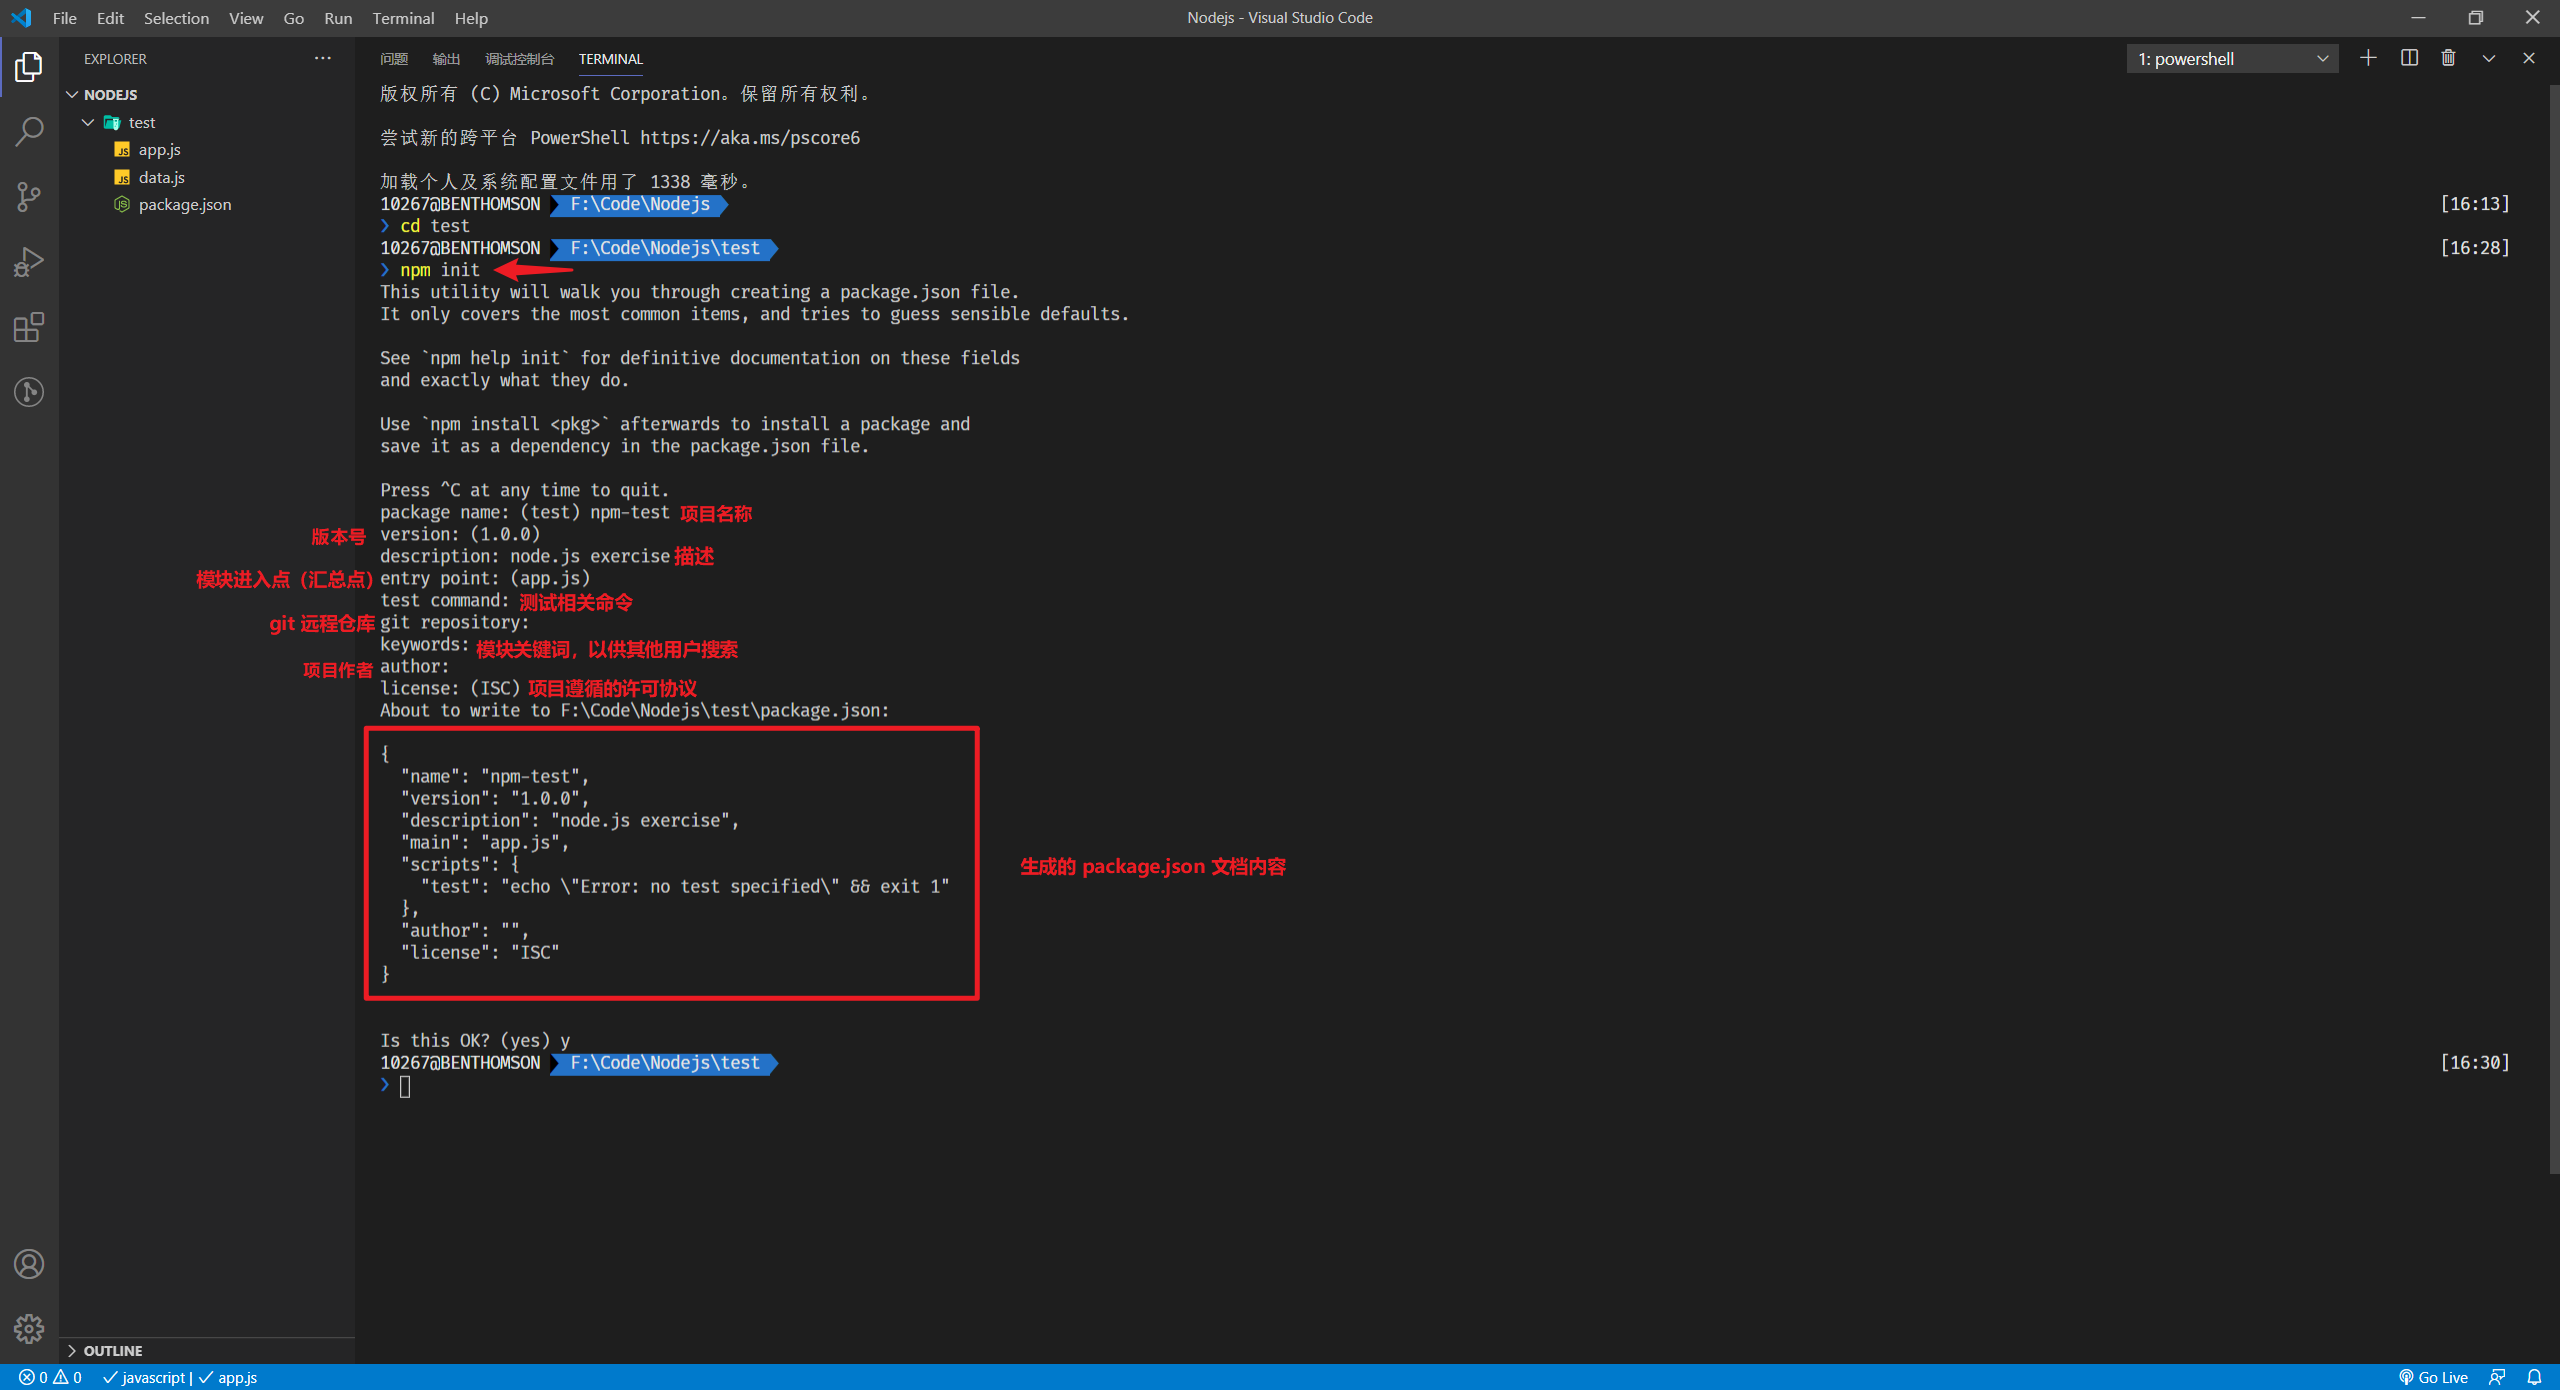 File Edit Selection View Go Run Terminal Help
Nodejs - Visual Studio Code
EXPLORER
NODEJS
test
app.js
data.js
package.json
OUTLINE
问题 输出 调试控制台 TERMINAL
1: powershell
版权所有 (C) Microsoft Corporation。保留所有权利。
尝试新的跨平台 PowerShell https://aka.ms/pscore6
加载个人及系统配置文件用了 1338 毫秒。
10267@BENTHOMSON F:\Code\Nodejs [16:13]
❯ cd test
10267@BENTHOMSON F:\Code\Nodejs\test [16:28]
❯ npm init
This utility will walk you through creating a package.json file.
It only covers the most common items, and tries to guess sensible defaults.
See `npm help init` for definitive documentation on these fields
and exactly what they do.
Use `npm install <pkg>` afterwards to install a package and
save it as a dependency in the package.json file.
Press ^C at any time to quit.
package name: (test) npm-test 项目名称
版本号 version: (1.0.0)
description: node.js exercise 描述
模块进入点（汇总点） entry point: (app.js)
test command: 测试相关命令
git 远程仓库 git repository:
keywords: 模块关键词，以供其他用户搜索
项目作者 author:
license: (ISC) 项目遵循的许可协议
About to write to F:\Code\Nodejs\test\package.json:
{
"name": "npm-test",
"version": "1.0.0",
"description": "node.js exercise",
"main": "app.js",
"scripts": {
"test": "echo \"Error: no test specified\" && exit 1"
},
"author": "",
"license": "ISC"
}
生成的 package.json 文档内容
Is this OK? (yes) y
10267@BENTHOMSON F:\Code\Nodejs\test [16:30]
❯
0 0 javascript | app.js
Go Live